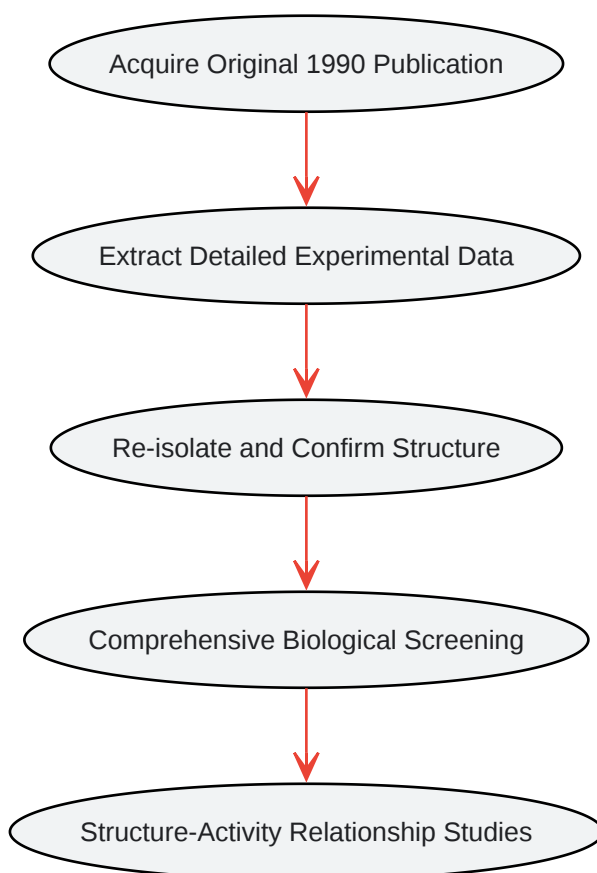 Acquire Original 1990 Publication
Extract Detailed Experimental Data
Re-isolate and Confirm Structure
Comprehensive Biological Screening
Structure-Activity Relationship Studies